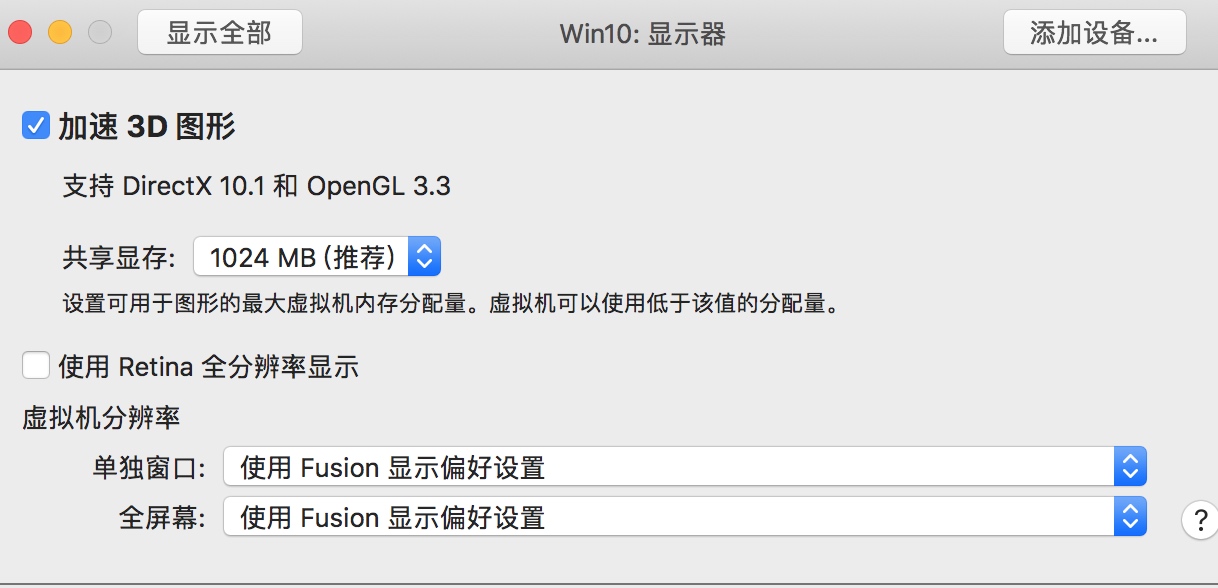 显示全部
Win10: 显示器
添加设备...
加速 3D 图形
支持 DirectX 10.1 和 OpenGL 3.3
共享显存: 1024 MB (推荐)
设置可用于图形的最大虚拟机内存分配量。虚拟机可以使用低于该值的分配量。
使用 Retina 全分辨率显示
虚拟机分辨率
单独窗口: 使用 Fusion 显示偏好设置
全屏幕: 使用 Fusion 显示偏好设置
?